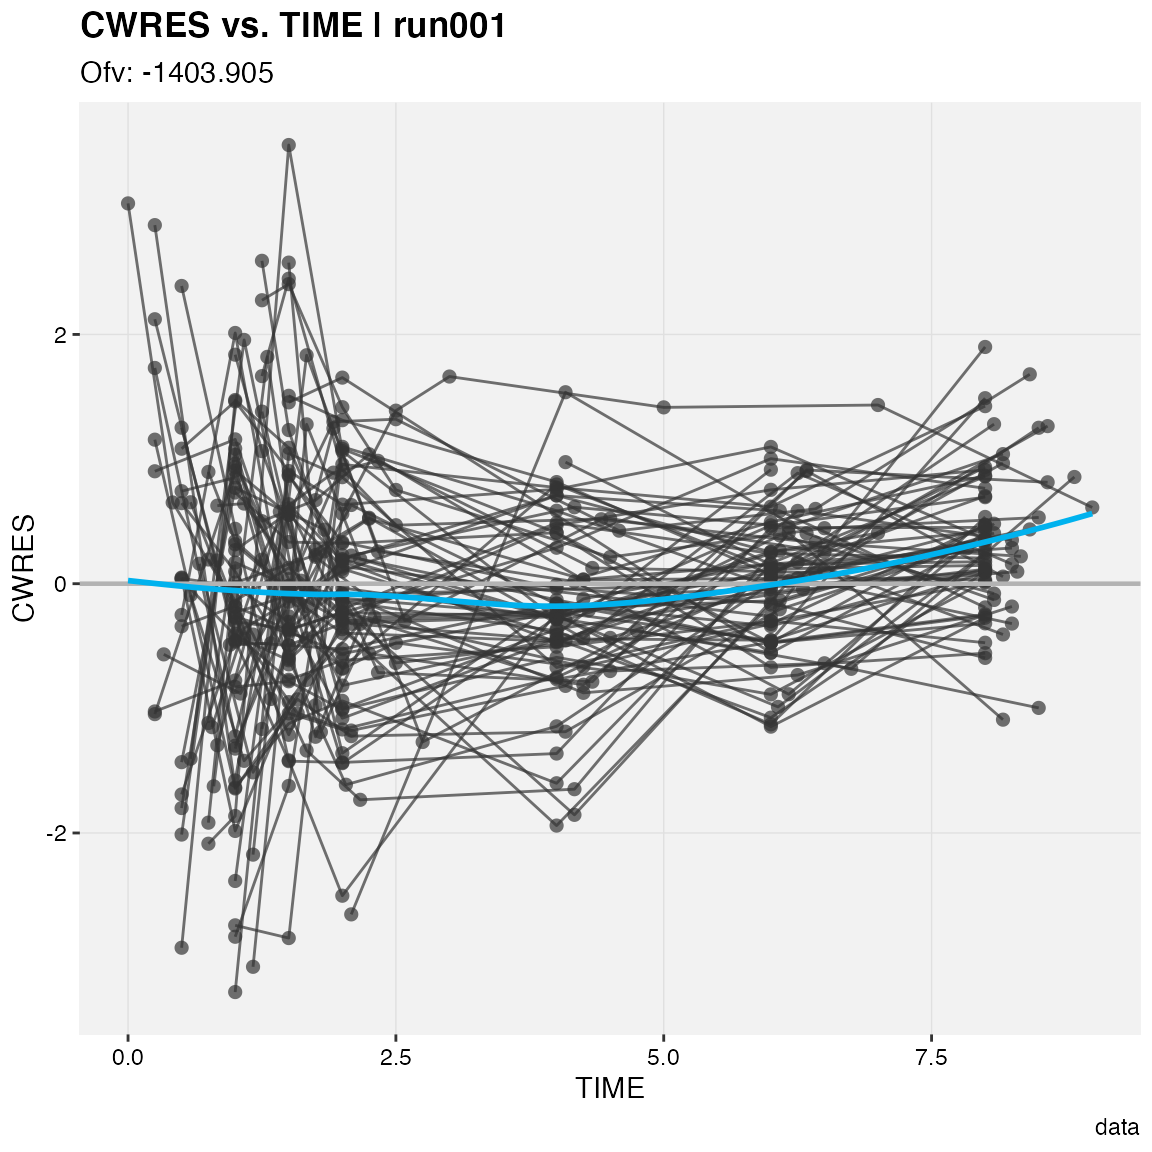 CWRES vs. TIME | run001
Ofv: -1403.905
CWRES
2
0
-2
0.0 2.5 5.0 7.5
TIME
data